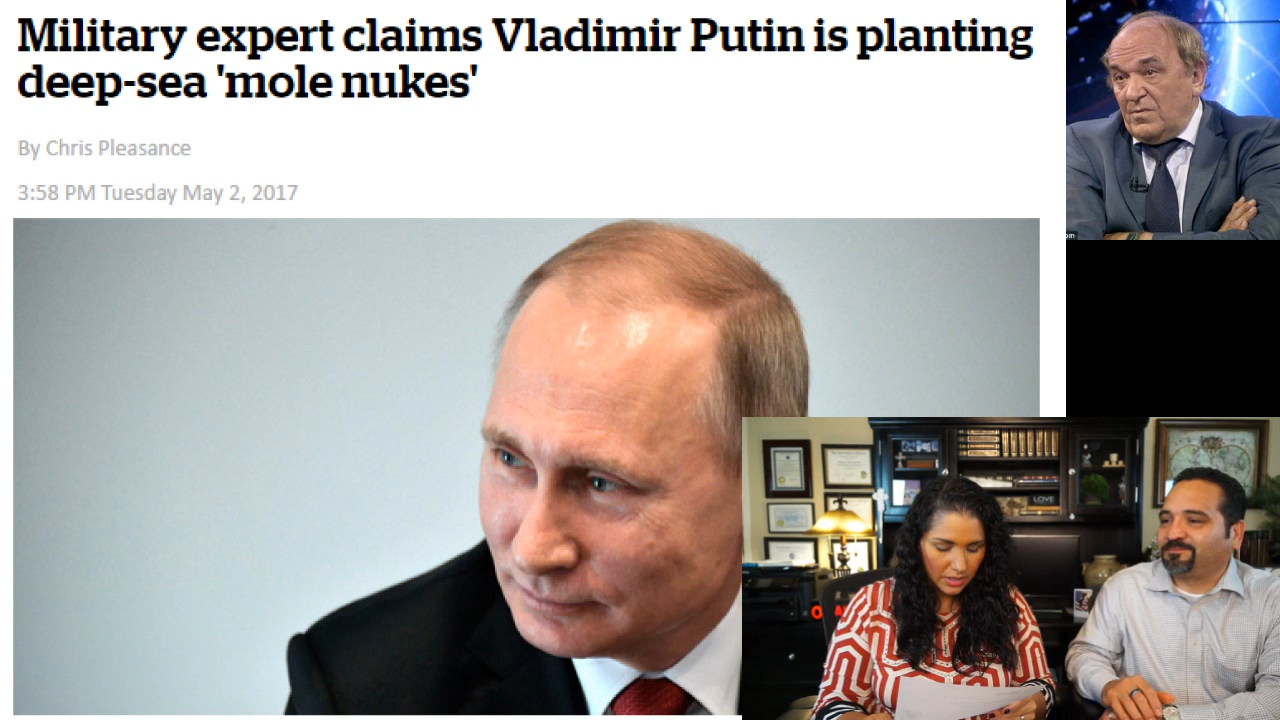 Military expert claims Vladimir Putin is planting
deep-sea 'mole nukes'
By Chris Pleasance
3:58 PM Tuesday May 2, 2017
om
LOVE